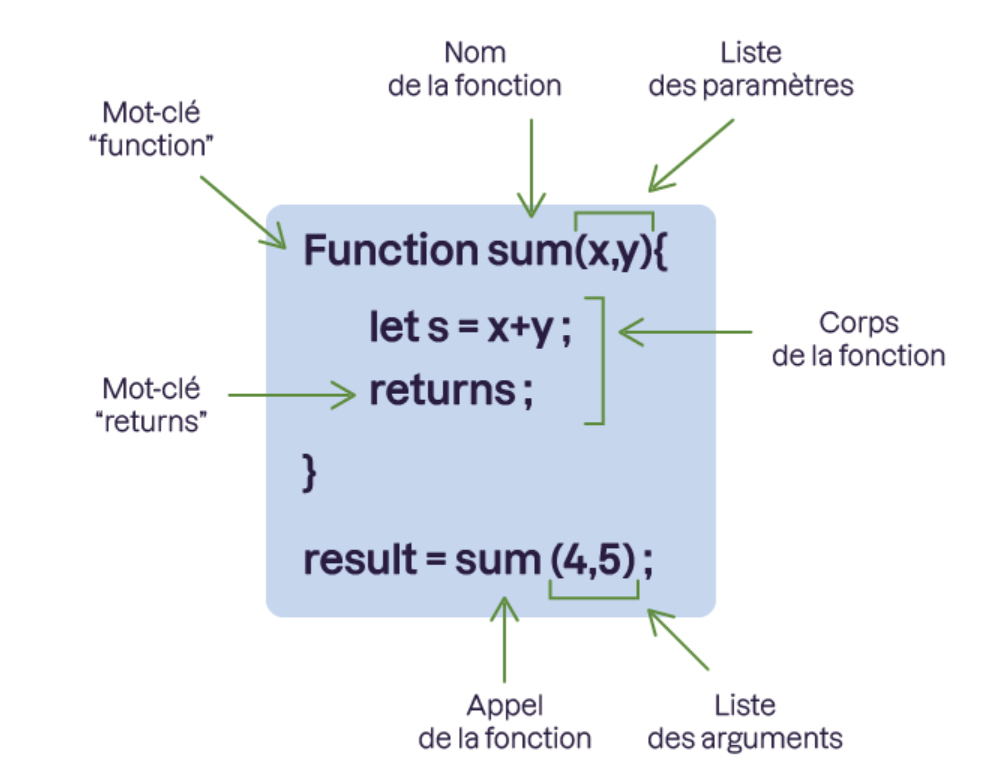 Nom
de la fonction
Liste
des paramètres
Mot-clé
“function”
Function sum(x,y){
let s = x+y ;
Corps
de la fonction
Mot-clé
“returns”
returns ;
}
result = sum (4,5) ;
Appel
de la fonction
Liste
des arguments